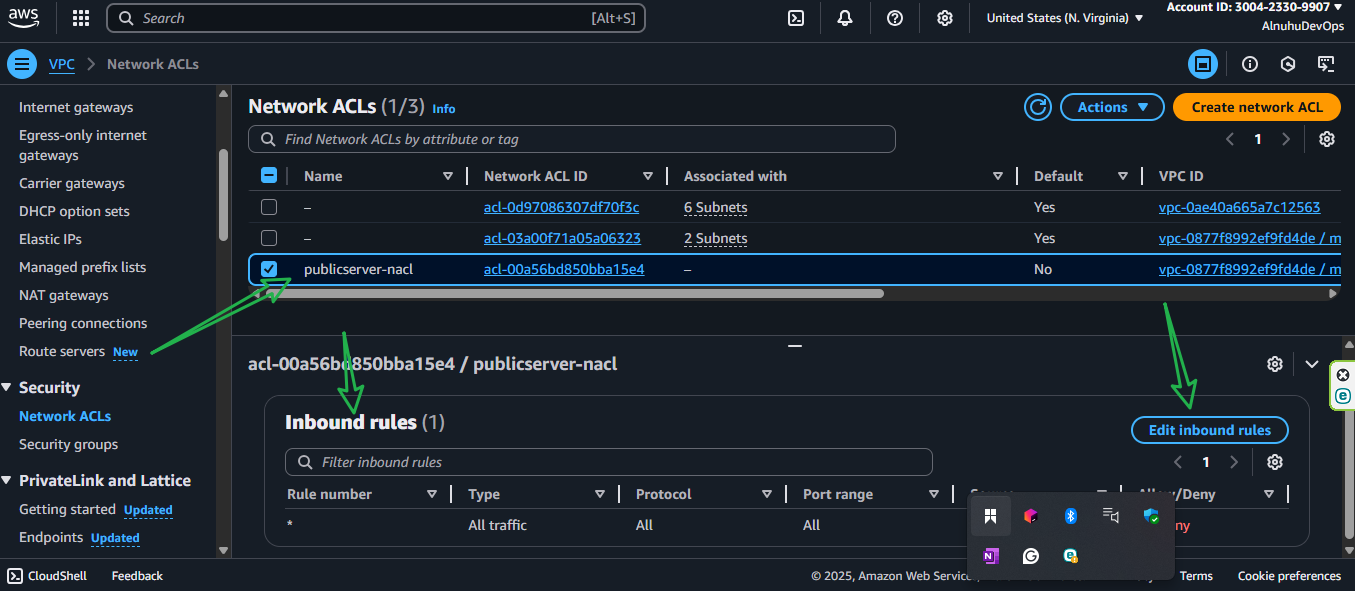 aws
Search [Alt+S]
United States (N. Virginia)
Account ID: 3004-2330-9907
AlnuhuDevOps
VPC > Network ACLs
Internet gateways
Egress-only internet
gateways
Carrier gateways
DHCP option sets
Elastic IPs
Managed prefix lists
NAT gateways
Peering connections
Route servers New
Security
Network ACLs
Security groups
PrivateLink and Lattice
Getting started Updated
Endpoints Updated
Network ACLs (1/3) Info
Actions
Create network ACL
Find Network ACLs by attribute or tag
1
Name Network ACL ID Associated with Default VPC ID
– acl-0d97086307df70f3c 6 Subnets Yes vpc-0ae40a665a7c12563
– acl-03a00f71a05a06323 2 Subnets Yes vpc-0877f8992ef9fd4de / m
publicserver-nacl acl-00a56bd850bba15e4 – No vpc-0877f8992ef9fd4de / m
acl-00a56bd850bba15e4 / publicserver-nacl
Inbound rules (1)
Edit inbound rules
Filter inbound rules
1
Rule number Type Protocol Port range Allow/Deny
* All traffic All All
CloudShell Feedback
© 2025, Amazon Web Service
Terms Cookie preferences